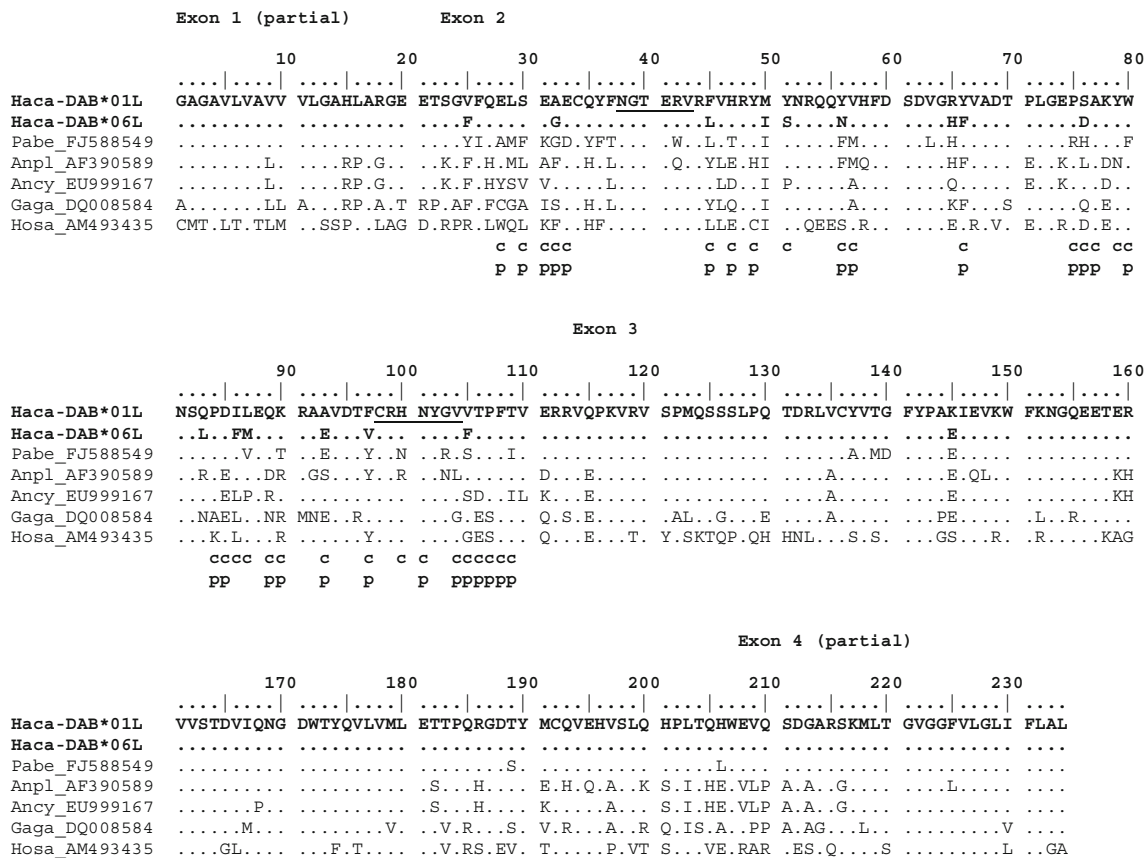 Exon 1 (partial) Exon 2
10 20 30 40 50 60 70 80
....|....| ....|....| ....|....| ....|....| ....|....| ....|....| ....|....| ....|....|
Haca-DAB*01L GAGAVLVAVV VLGAHLARGE ETSGVFQELS EAECQYFNGT ERVRFVHRYM YNRQQYVHFD SDVGRYVADT PLGEPSAKYW
Haca-DAB*06L .......... .......... ....F..... .G........ ....L....I S....N.... ....HF.... .....D....
Pabe_FJ588549 .......... .......... ....YI.AMF KGD.YFT... ..W..L.T.I .....FM... ..L.H..... ....RH...F
Anpl_AF390589 .......L.. ....RP.G.. ..K.F.H.ML AF..H.L... ..Q..YLE.HI .....FMQ.. ....HF.... E..K.L.DN.
Ancy_EU999167 .......L.. ....RP.G.. ..K.F.HYSV V.....L... .....LD..I P.....A... ....Q..... E..K...D..
Gaga_DQ008584 A......LL A...RP.A.T RP.AF.FCGA IS..H.L... ....YLQ..I .....A.... ....KF...S .....Q.E..
Hosa_AM493435 CMT.LT.TLM ..SSP..LAG D.RPR.LWQL KF..HF.... ....LLE.CI ..QEES.R.. ....E.R.V. E..R.D.E..
c c ccc c c c c cc c ccc cc
p p ppp p p p pp p ppp p
Exon 3
90 100 110 120 130 140 150 160
....|....| ....|....| ....|....| ....|....| ....|....| ....|....| ....|....| ....|....|
Haca-DAB*01L NSQPDILEQK RAAVDTFCRH NYGVVTPFTV ERRVQPKVRV SPMQSSSLPQ TDRLVCYVTG FYPAKIEVKW FKNGQEETER
Haca-DAB*06L ..L..FM... ...E...V... ....F..... .......... .......... .......... ....E..... ..........
Pabe_FJ588549 .....V..T. ...E..Y..N ..R.S...I. .......... .......... ......A.MD ....E..... ..........
Anpl_AF390589 ..R.E...DR .GS...Y..R ..NL...... D...E..... .......... ....A..... ....E.QL.. ........KH
Ancy_EU999167 ....ELP.R. .......... ....SD..IL K...E..... .......... ....A..... ....E..... ........KH
Gaga_DQ008584 ..NAEL..NR MNE..R.... ...G.ES... Q.S.E..... ..AL..G..E ....A..... ...PE..... ..L..R....
Hosa_AM493435 ...K.L...R ......Y... ....GES... Q...E...T. Y.SKTQP.QH HNL...S.S. ...GS...R. ..R....KAG
cccc cc c c c c cccccc
pp pp p p p pppppp
Exon 4 (partial)
170 180 190 200 210 220 230
....|....| ....|....| ....|....| ....|....| ....|....| ....|....| ....|....| ....
Haca-DAB*01L VVSTDVIQNG DWTYQVLVML ETTPQRGDTY MCQVEHVSLQ HPLTQHWEVQ SDGARSKMLT GVGGFVLGLI FLAL
Haca-DAB*06L .......... .......... .......... .......... .......... .......... .......... ....
Pabe_FJ588549 .......... .......... .......S.. .......... .....L.... .......... .......... ....
Anpl_AF390589 .......... .......... .S...H.... E.H.Q.A..K S.I.HE.VLP A.A..G.... ....L..... ....
Ancy_EU999167 .......P.. .......... .S...H.... K.....A... S.I.HE.VLP A.A..G.... .......... ....
Gaga_DQ008584 .....M.... ........V. ..V.R...S. V.R...A..R Q.IS.A..PP A.AG...L.. .........V ....
Hosa_AM493435 ....GL.... ...F.T.... ..V.RS.EV. T.....P.VT S...VE.RAR .ES.Q....S .........L ..GA